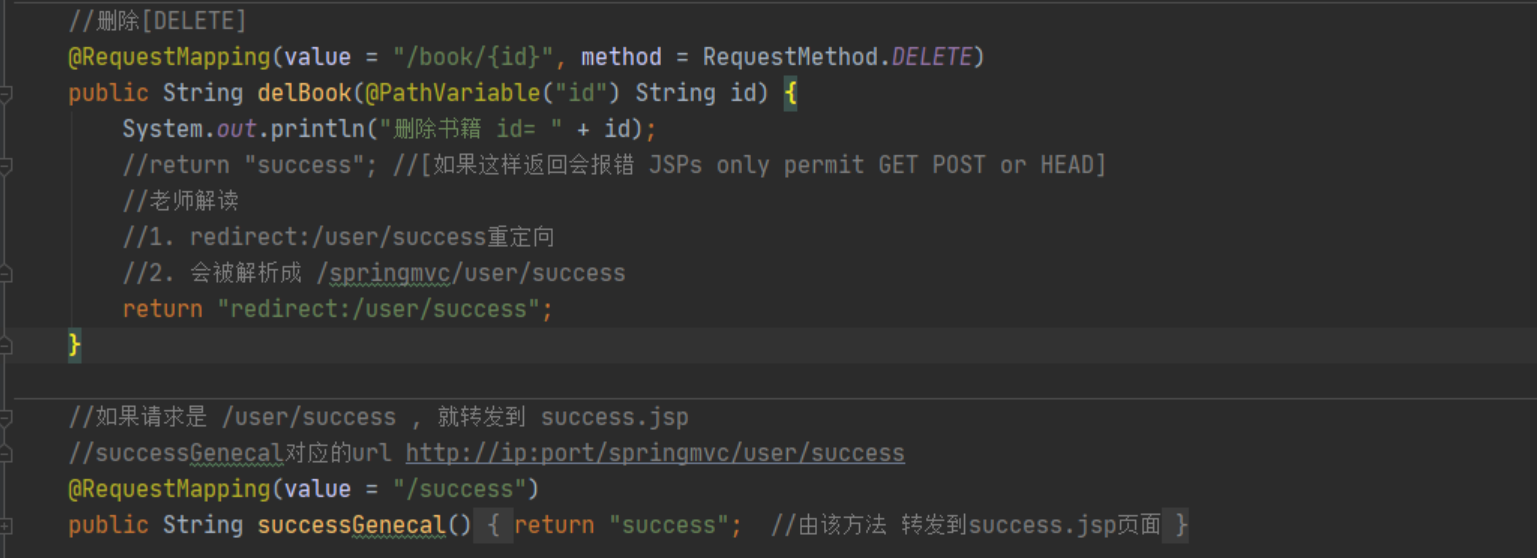 //删除[DELETE]
@RequestMapping(value = "/book/{id}", method = RequestMethod.DELETE)
public String delBook(@PathVariable("id") String id) {
System.out.println("删除书籍 id= " + id);
//return "success"; //[如果这样返回会报错 JSPs only permit GET POST or HEAD]
//老师解读
//1. redirect:/user/success重定向
//2. 会被解析成 /springmvc/user/success
return "redirect:/user/success";
}
//如果请求是 /user/success , 就转发到 success.jsp
//successGenecal对应的url http://ip:port/springmvc/user/success
@RequestMapping(value = "/success")
public String successGenecal() { return "success"; //由该方法 转发到success.jsp页面 }